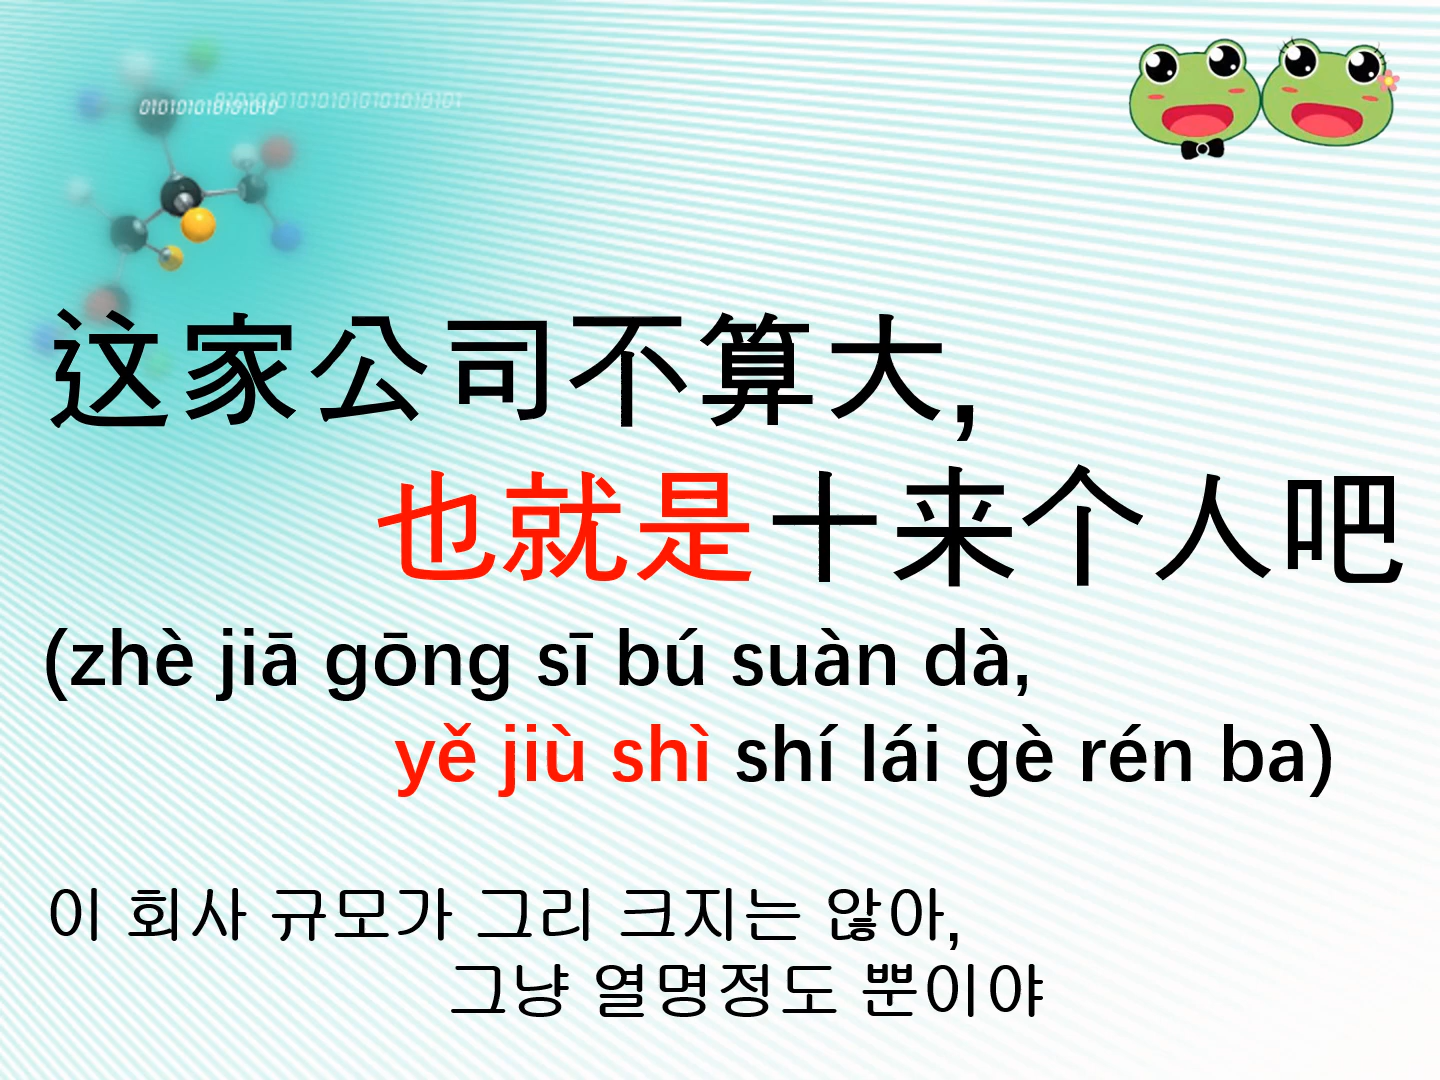 这家公司不算大,
也就是十来个人吧
(zhè jiā gōng sī bú suàn dà,
yě jiù shì shí lái gè rén ba)
이 회사 규모가 그리 크지는 않아,
그냥 열명정도 뿐이야